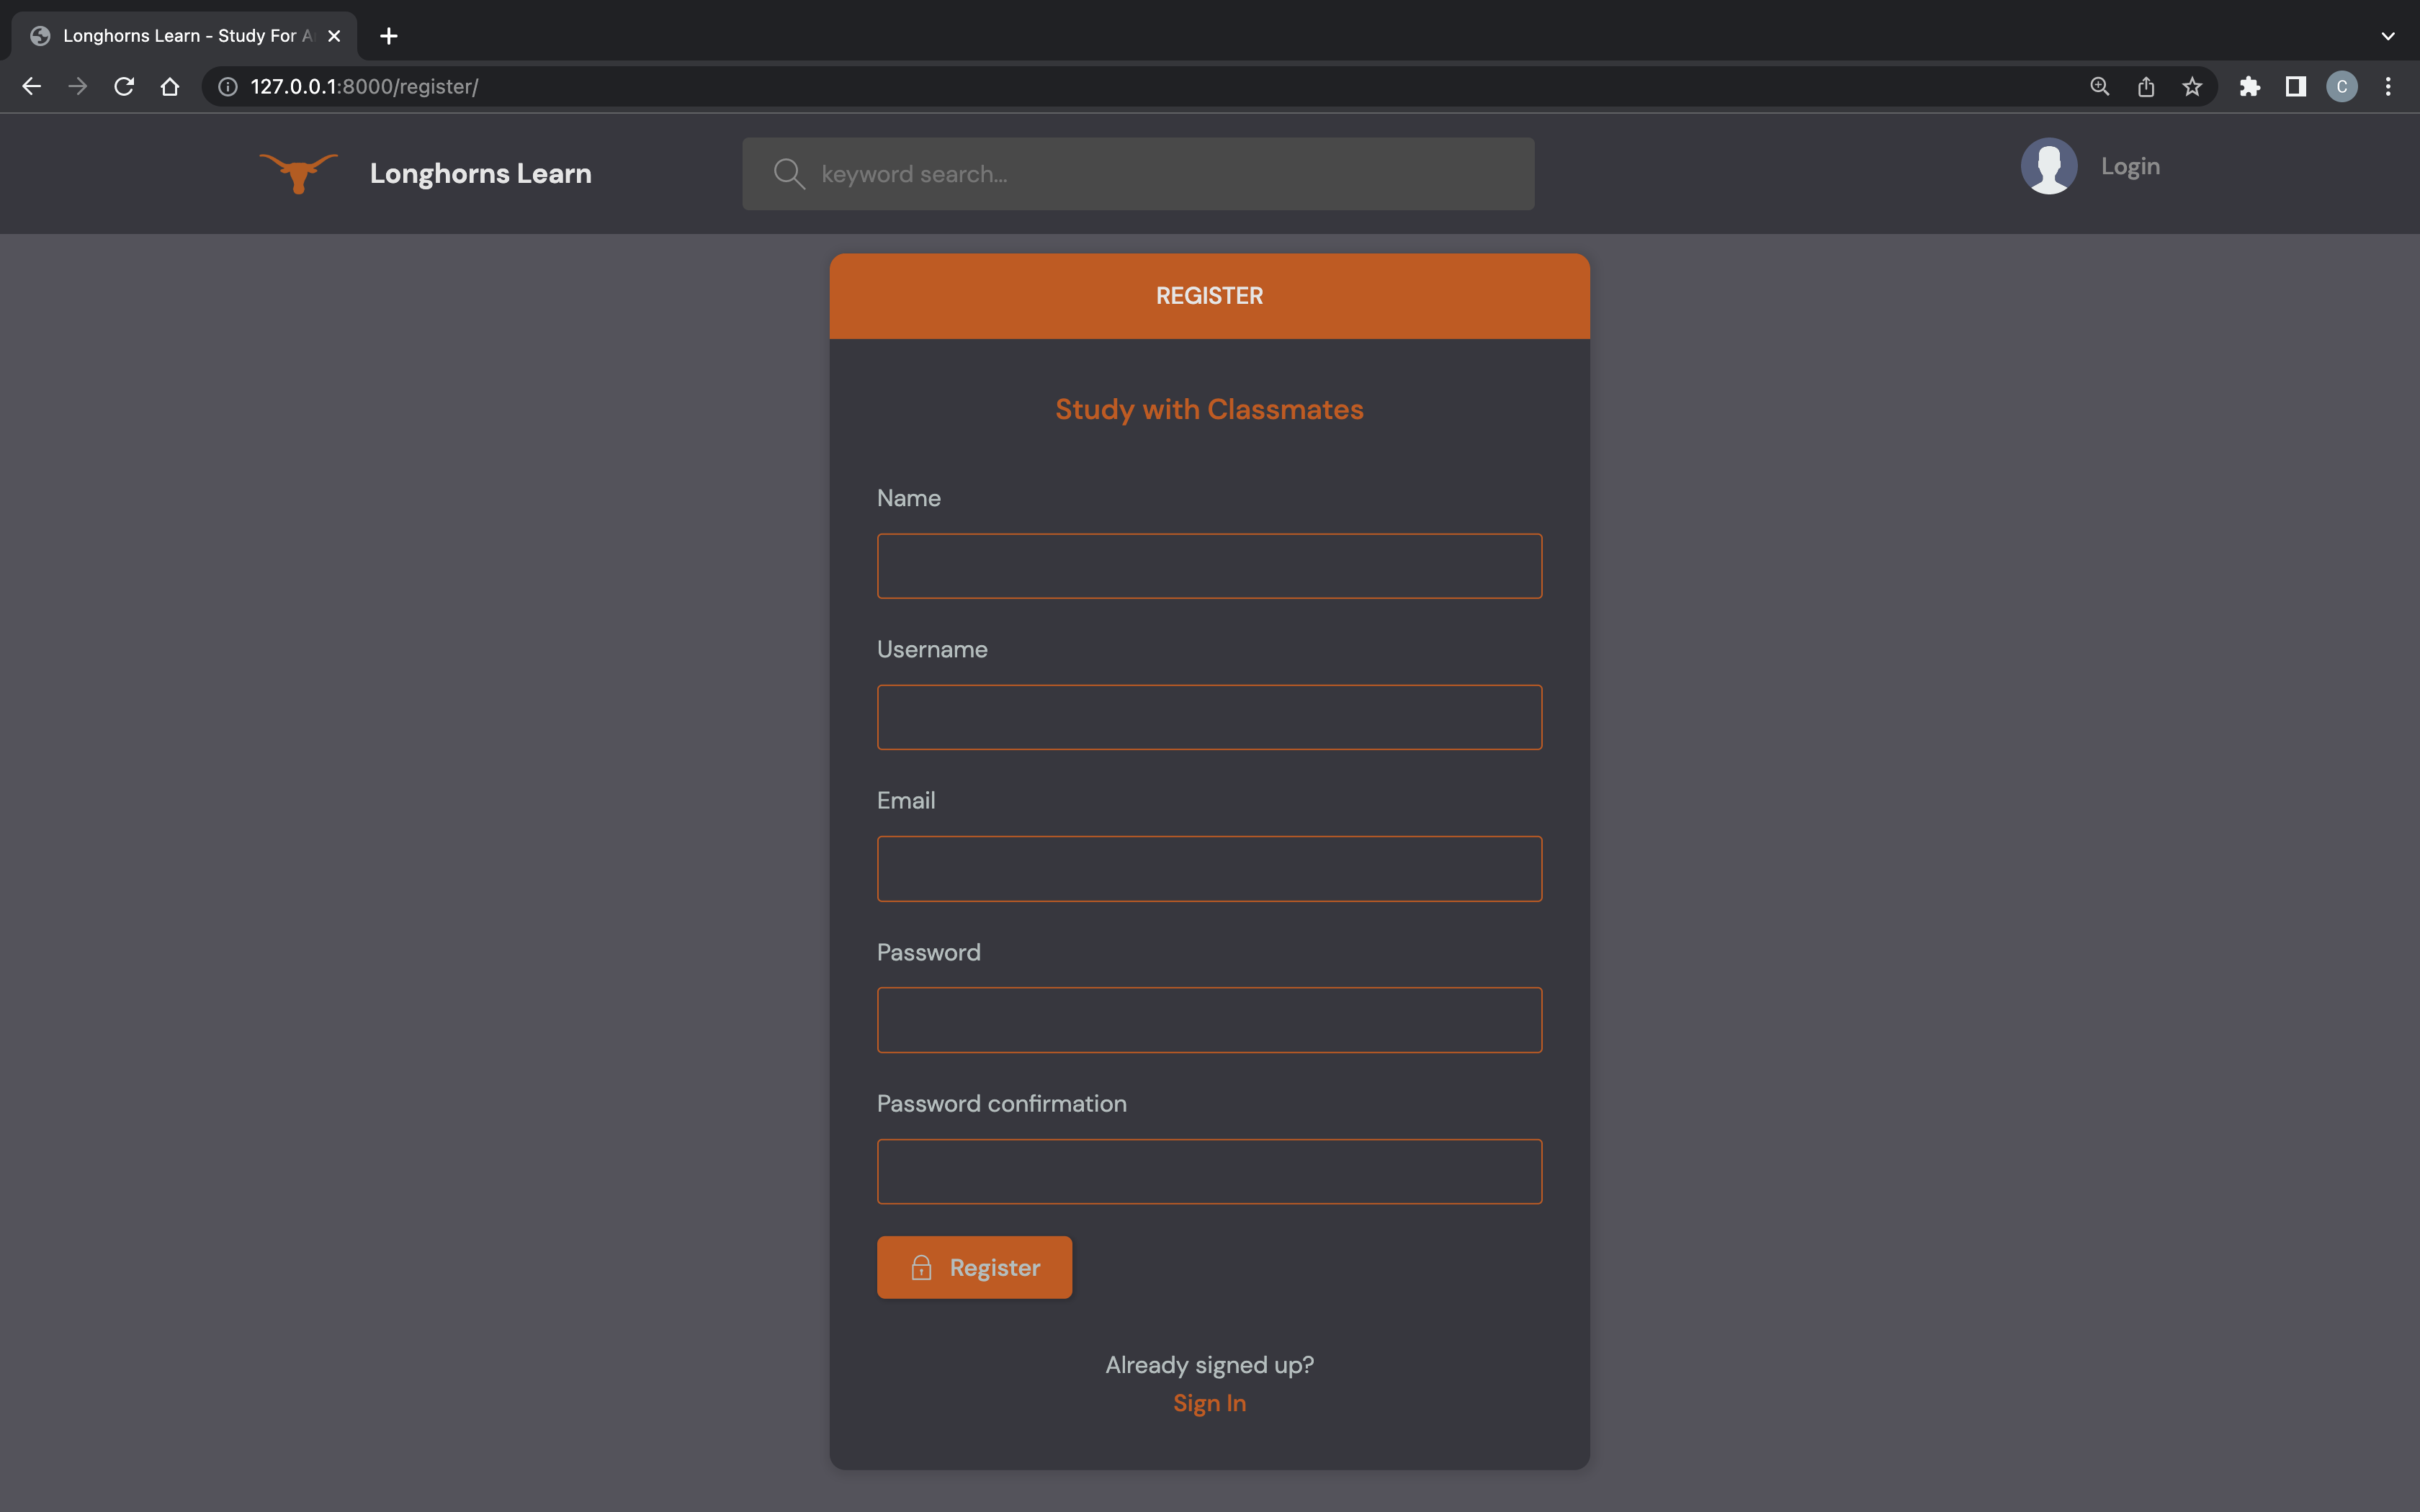 Longhorns Learn - Study For A
127.0.0.1:8000/register/
C
Longhorns Learn
keyword search...
Login
REGISTER
Study with Classmates
Name
Username
Email
Password
Password confirmation
Register
Already signed up?
Sign In